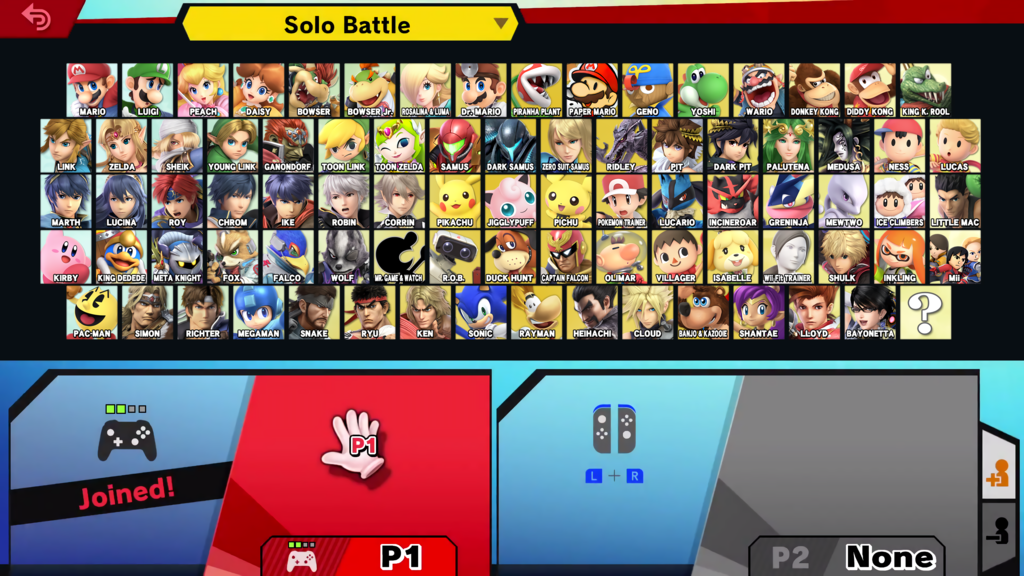 Solo Battle
MARIO LUIGI PEACH DAISY BOWSER BOWSER Jr. ROSALINA & LUMA Dr. MARIO PIRANHA PLANT PAPER MARIO GENO YOSHI WARIO DONKEY KONG DIDDY KONG KING K. ROOL
LINK ZELDA SHEIK YOUNG LINK GANONDORF TOON LINK TOON ZELDA SAMUS DARK SAMUS ZERO SUIT SAMUS RIDLEY PIT DARK PIT PALUTENA MEDUSA NESS LUCAS
MARTH LUCINA ROY CHROM IKE ROBIN CORRIN PIKACHU JIGGLYPUFF PICHU POKÉMON TRAINER LUCARIO INCINEROAR GRENINJA MEWTWO ICE CLIMBERS LITTLE MAC
KIRBY KING DEDEDE META KNIGHT FOX FALCO WOLF MR. GAME & WATCH R.O.B. DUCK HUNT CAPTAIN FALCON OLIMAR VILLAGER ISABELLE Wii Fit TRAINER SHULK INKLING Mii
PAC-MAN SIMON RICHTER MEGAMAN SNAKE RYU KEN SONIC RAYMAN HEIHACHI CLOUD BANJO & KAZOOIE SHANTAE LLOYD BAYONETTA ?
P1
L + R
Joined!
P1
P2 None